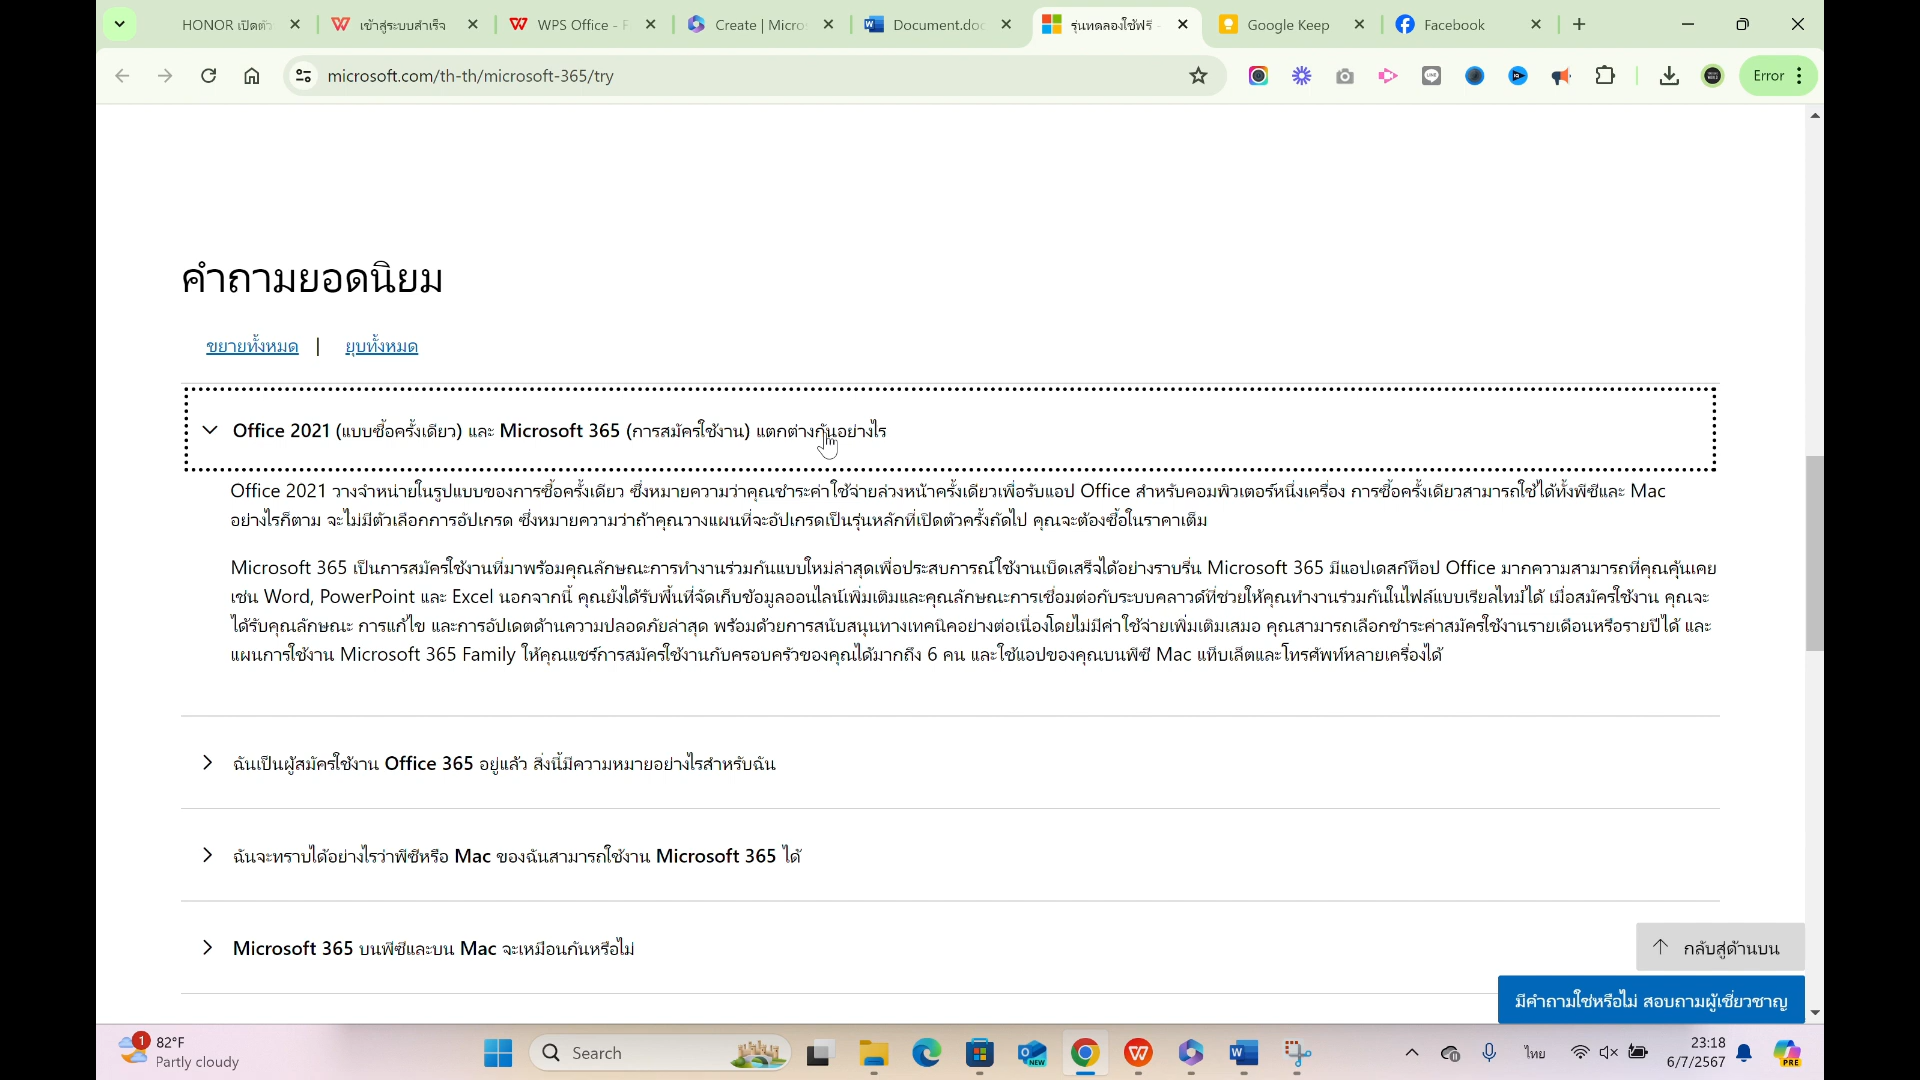 HONOR เปิดตัว
เข้าสู่ระบบสำเร็จ
WPS Office - F
Create | Micros
Document.doc
รุ่นทดลองใช้ฟรี -
Google Keep
Facebook
microsoft.com/th-th/microsoft-365/try
Error
คำถามยอดนิยม
ขยายทั้งหมด | ยุบทั้งหมด
Office 2021 (แบบซื้อครั้งเดียว) และ Microsoft 365 (การสมัครใช้งาน) แตกต่างกันอย่างไร
Office 2021 วางจำหน่ายในรูปแบบของการซื้อครั้งเดียว ซึ่งหมายความว่าคุณชำระค่าใช้จ่ายล่วงหน้าครั้งเดียวเพื่อรับแอป Office สำหรับคอมพิวเตอร์หนึ่งเครื่อง การซื้อครั้งเดียวสามารถใช้ได้ทั้งพีซีและ Mac
อย่างไรก็ตาม จะไม่มีตัวเลือกการอัปเกรด ซึ่งหมายความว่าถ้าคุณวางแผนที่จะอัปเกรดเป็นรุ่นหลักที่เปิดตัวครั้งถัดไป คุณจะต้องซื้อในราคาเต็ม
Microsoft 365 เป็นการสมัครใช้งานที่มาพร้อมคุณลักษณะการทำงานร่วมกันแบบใหม่ล่าสุดเพื่อประสบการณ์ใช้งานเบ็ดเสร็จได้อย่างราบรื่น Microsoft 365 มีแอปเดสก์ท็อป Office มากความสามารถที่คุณคุ้นเคย
เช่น Word, PowerPoint และ Excel นอกจากนี้ คุณยังได้รับพื้นที่จัดเก็บข้อมูลออนไลน์เพิ่มเติมและคุณลักษณะการเชื่อมต่อกับระบบคลาวด์ที่ช่วยให้คุณทำงานร่วมกันในไฟล์แบบเรียลไทม์ได้ เมื่อสมัครใช้งาน คุณจะ
ได้รับคุณลักษณะ การแก้ไข และการอัปเดตด้านความปลอดภัยล่าสุด พร้อมด้วยการสนับสนุนทางเทคนิคอย่างต่อเนื่องโดยไม่มีค่าใช้จ่ายเพิ่มเติมเสมอ คุณสามารถเลือกชำระค่าสมัครใช้งานรายเดือนหรือรายปีได้ และ
แผนการใช้งาน Microsoft 365 Family ให้คุณแชร์การสมัครใช้งานกับครอบครัวของคุณได้มากถึง 6 คน และใช้แอปของคุณบนพีซี Mac แท็บเล็ตและโทรศัพท์หลายเครื่องได้
ฉันเป็นผู้สมัครใช้งาน Office 365 อยู่แล้ว สิ่งนี้มีความหมายอย่างไรสำหรับฉัน
ฉันจะทราบได้อย่างไรว่าพีซีหรือ Mac ของฉันสามารถใช้งาน Microsoft 365 ได้
Microsoft 365 บนพีซีและบน Mac จะเหมือนกันหรือไม่
กลับสู่ด้านบน
มีคำถามใช่หรือไม่ สอบถามผู้เชี่ยวชาญ
1
82°F
Partly cloudy
Search
NEW
ไทย
23:18
6/7/2567
PRE